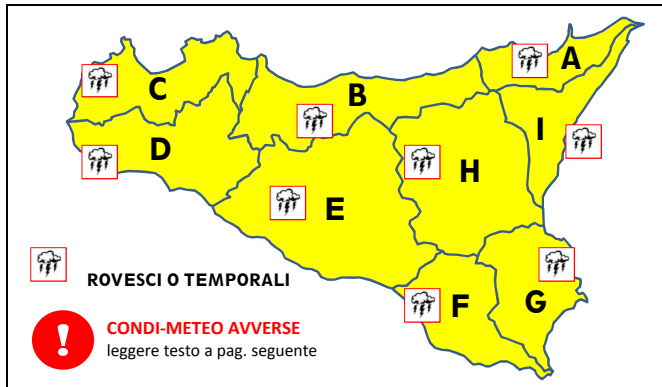 A
C
B
I
D
H
E
F
G
ROVESCI O TEMPORALI
!
CONDI-METEO AVVERSE
leggere testo a pag. seguente